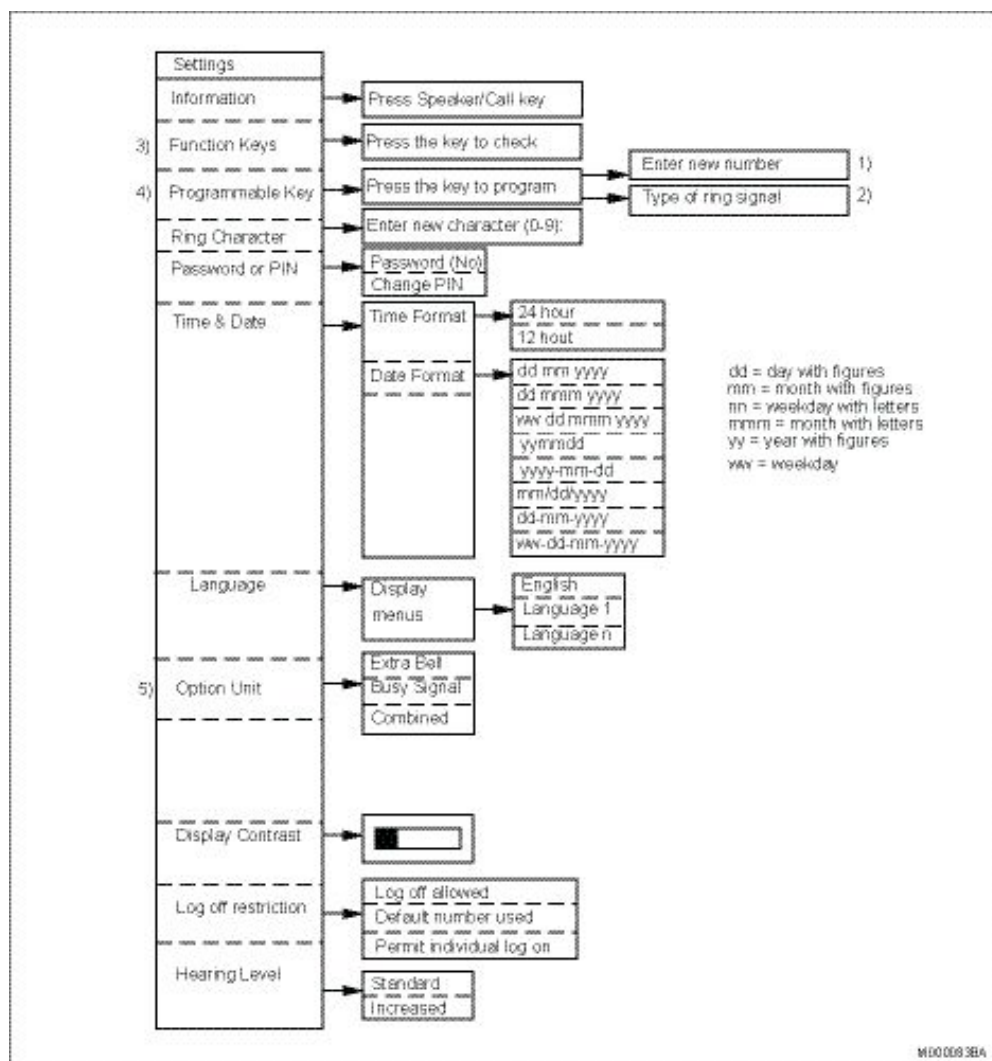 Settings
Information
Press Speaker/Call key
3) Function Keys
Press the key to check
4) Programmable Key
Press the key to program
Enter new number 1)
Type of ring signal 2)
Ring Character
Enter new character (0-9):
Password or PIN
Password (No)
Change PIN
Time & Date
Time Format
24 hour
12 hout
Date Format
dd mm yyyy
dd mmm yyyy
ww dd mmm yyyy
yymmdd
yyyy-mm-dd
mm/dd/yyyy
dd-mm-yyyy
ww-dd-mm-yyyy
dd = day with figures
mm = month with figures
nn = weekday with letters
mmm = month with letters
yy = year with figures
ww = weekday
Language
Display
menus
English
Language 1
Language n
5) Option Unit
Extra Bell
Busy Signal
Combined
Display Contrast
Log off restriction
Log off allowed
Default number used
Permit individual log on
Hearing Level
Standard
Increased
M000093BA